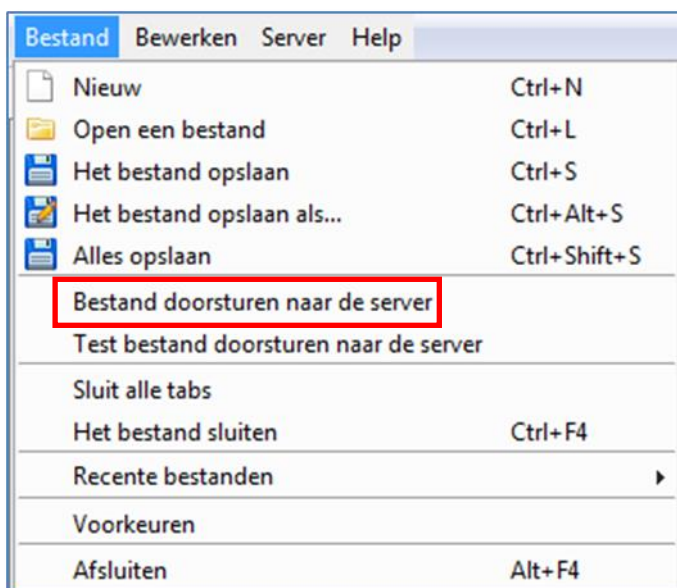 Bestand Bewerken Server Help
Nieuw Ctrl+N
Open een bestand Ctrl+L
Het bestand opslaan Ctrl+S
Het bestand opslaan als... Ctrl+Alt+S
Alles opslaan Ctrl+Shift+S
Bestand doorsturen naar de server
Test bestand doorsturen naar de server
Sluit alle tabs
Het bestand sluiten Ctrl+F4
Recente bestanden
Voorkeuren
Afsluiten Alt+F4